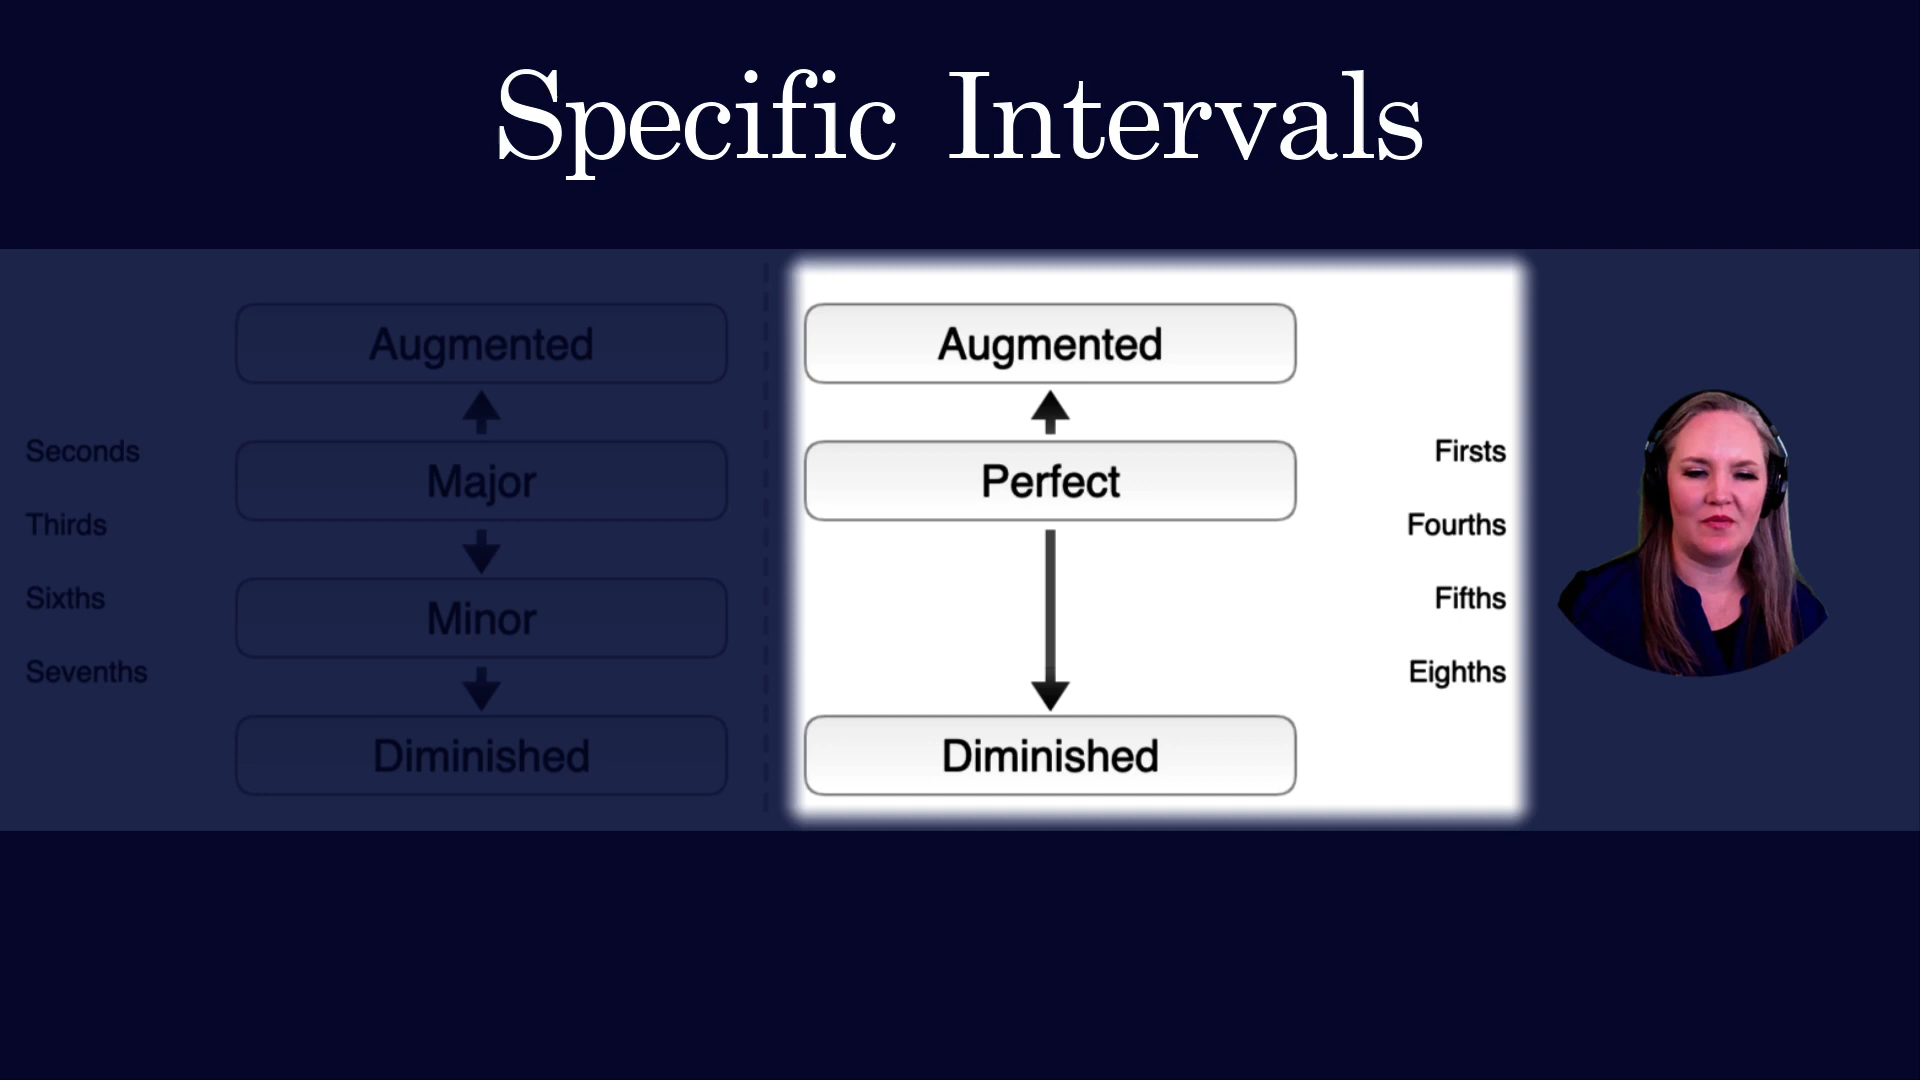 Specific Intervals
Augmented
Seconds
Major
Thirds
Sixths
Minor
Sevenths
Diminished
Augmented
Firsts
Perfect
Fourths
Fifths
Eighths
Diminished